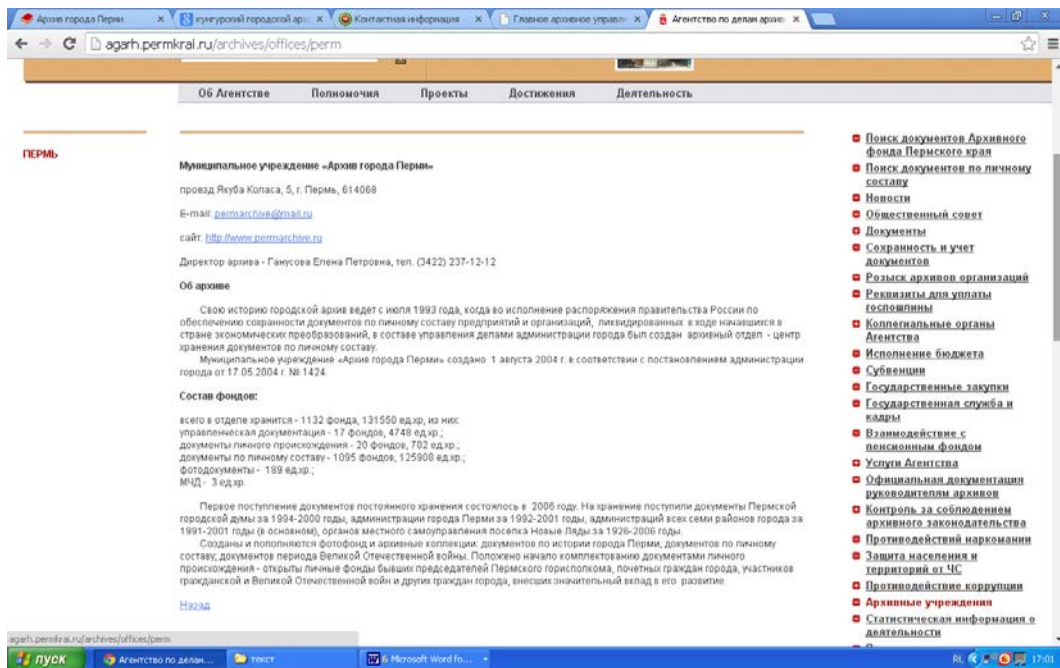 Архив города Перми
кунгурский городской арх
Контактная информация
Главное архивное управле
Агентство по делам архиво
agarh.permkrai.ru/archives/offices/perm
Об Агентстве Полномочия Проекты Достижения Деятельность
ПЕРМЬ
Муниципальное учреждение «Архив города Перми»
проезд Якуба Коласа, 5, г. Пермь, 614068
E-mail: permarchive@mail.ru
сайт: http://www.permarchive.ru
Директор архива - Ганусова Елена Петровна, тел. (3422) 237-12-12
Об архиве
Свою историю городской архив ведет с июля 1993 года, когда во исполнение распоряжения правительства России по
обеспечению сохранности документов по личному составу предприятий и организаций, ликвидированных в ходе начавшихся в
стране экономических преобразований, в составе управления делами администрации города был создан архивный отдел - центр
хранения документов по личному составу.
Муниципальное учреждение «Архив города Перми» создано 1 августа 2004 г. в соответствии с постановлением администрации
города от 17.05.2004 г. № 1424.
Состав фондов:
всего в отделе хранится - 1132 фонда, 131550 ед.хр, из них:
управленческая документация - 17 фондов, 4748 ед.хр.;
документы личного происхождения - 20 фондов, 702 ед.хр.;
документы по личному составу - 1095 фондов, 125908 ед.хр.;
фотодокументы - 189 ед.хр.;
МЧД - 3 ед.хр.
Первое поступление документов постоянного хранения состоялось в 2006 году. На хранение поступили документы Пермской
городской думы за 1994-2000 годы, администрации города Перми за 1992-2001 годы, администраций всех семи районов города за
1991-2001 годы (в основном), органов местного самоуправления поселка Новые Ляды за 1926-2006 годы.
Созданы и пополняются фотофонд и архивные коллекции: документов по истории города Перми; документов по личному
составу; документов периода Великой Отечественной войны. Положено начало комплектованию документами личного
происхождения - открыты личные фонды бывших председателей Пермского горисполкома, почетных граждан города, участников
гражданской и Великой Отечественной войн и других граждан города, внесших значительный вклад в его развитие.
Назад
Поиск документов Архивного
фонда Пермского края
Поиск документов по личному
составу
Новости
Общественный совет
Документы
Сохранность и учет
документов
Розыск архивов организаций
Реквизиты для уплаты
госпошлины
Коллегиальные органы
Агентства
Исполнение бюджета
Субвенции
Государственные закупки
Государственная служба и
кадры
Взаимодействие с
пенсионным фондом
Услуги Агентства
Официальная документация
руководителям архивов
Контроль за соблюдением
архивного законодательства
Противодействий наркомании
Защита населения и
территорий от ЧС
Противодействие коррупции
Архивные учреждения
Статистическая информация о
деятельности
agarh.permkrai.ru/archives/offices/perm
пуск Агентство по делам... текст 6 Microsoft Word fo... RL 17:01